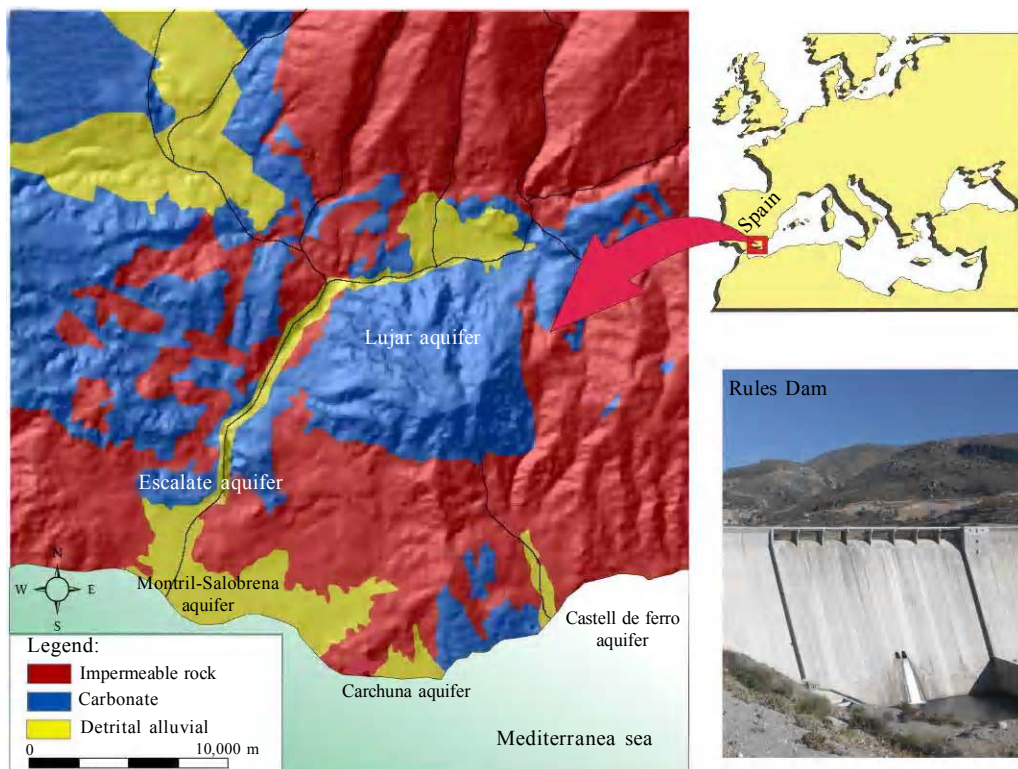 Lujar aquifer
Escalate aquifer
N
W
E
S
Montril-Salobrena
aquifer
Castell de ferro
aquifer
Carchuna aquifer
Mediterranea sea
Legend:
Impermeable rock
Carbonate
Detrital alluvial
0
10,000 m
Spain
Rules Dam